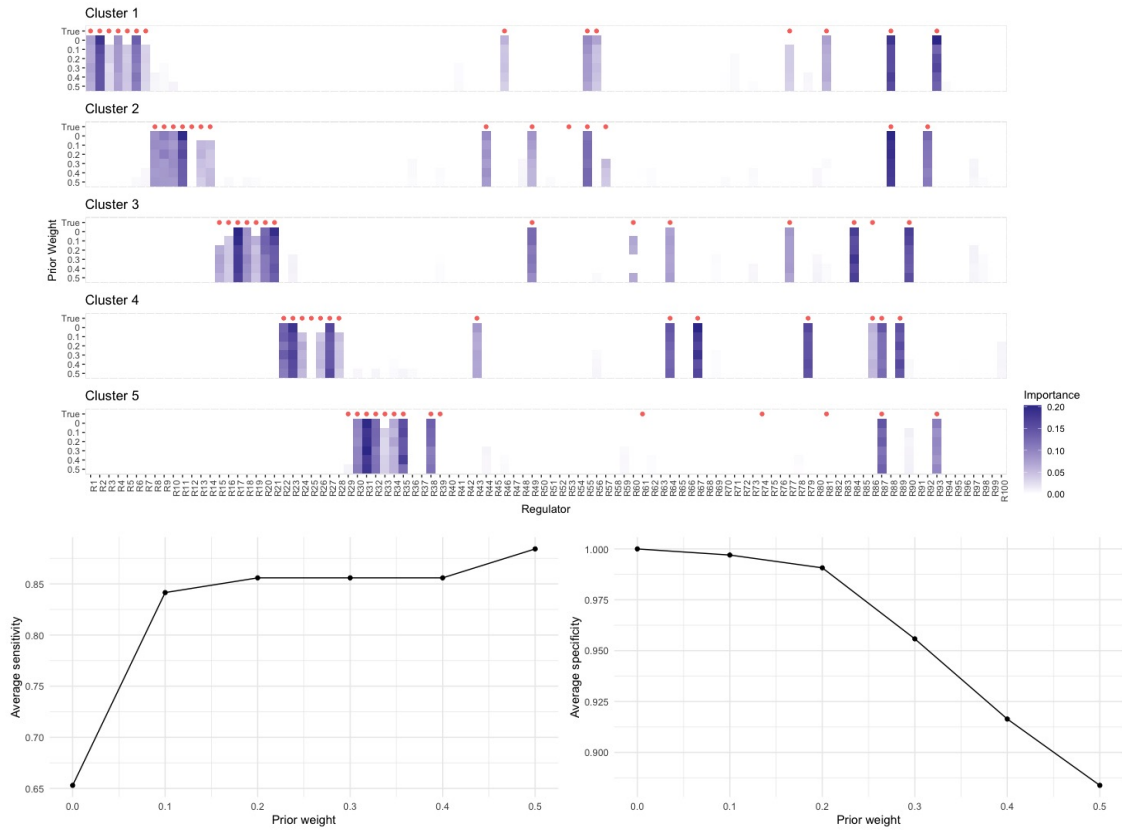 Cluster 1
True
0
0.1
0.2
0.3
0.4
0.5
Cluster 2
True
0
0.1
0.2
0.3
0.4
0.5
Cluster 3
True
0
0.1
0.2
0.3
0.4
0.5
Prior Weight
Cluster 4
True
0
0.1
0.2
0.3
0.4
0.5
Cluster 5
True
0
0.1
0.2
0.3
0.4
0.5
R1 R2 R3 R4 R5 R6 R7 R8 R9 R10 R11 R12 R13 R14 R15 R16 R17 R18 R19 R20 R21 R22 R23 R24 R25 R26 R27 R28 R29 R30 R31 R32 R33 R34 R35 R36 R37 R38 R39 R40 R41 R42 R43 R44 R45 R46 R47 R48 R49 R50 R51 R52 R53 R54 R55 R56 R57 R58 R59 R60 R61 R62 R63 R64 R65 R66 R67 R68 R69 R70 R71 R72 R73 R74 R75 R76 R77 R78 R79 R80 R81 R82 R83 R84 R85 R86 R87 R88 R89 R90 R91 R92 R93 R94 R95 R96 R97 R98 R99 R100
Regulator
Importance
0.20
0.15
0.10
0.05
0.00
Average sensitivity
0.85
0.80
0.75
0.70
0.65
0.0 0.1 0.2 0.3 0.4 0.5
Prior weight
Average specificity
1.000
0.975
0.950
0.925
0.900
0.0 0.1 0.2 0.3 0.4 0.5
Prior weight